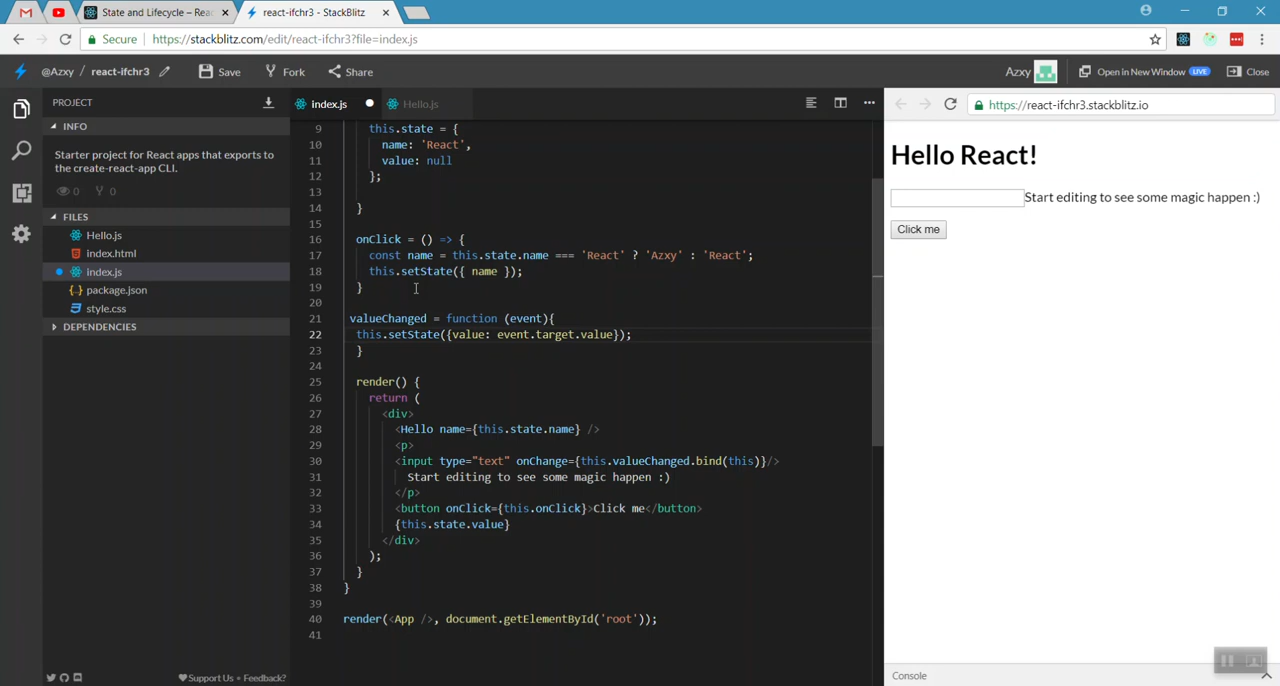 State and Lifecycle – Rea
react-ifchr3 - StackBlitz
Secure
https://stackblitz.com/edit/react-ifchr3?file=index.js
@Azxy / react-ifchr3
Save
Fork
Share
Azxy
Open in New Window LIVE
Close
PROJECT
INFO
Starter project for React apps that exports to
the create-react-app CLI.
0
0
FILES
Hello.js
index.html
index.js
package.json
style.css
DEPENDENCIES
Support Us • Feedback?
index.js
Hello.js
9 this.state = {
10 name: 'React',
11 value: null
12 };
13
14 }
15
16 onClick = () => {
17 const name = this.state.name === 'React' ? 'Azxy' : 'React';
18 this.setState({ name });
19 }
20
21 valueChanged = function (event){
22 this.setState({value: event.target.value});
23 }
24
25 render() {
26 return (
27 <div>
28 <Hello name={this.state.name} />
29 <p>
30 <input type="text" onChange={this.valueChanged.bind(this)}/>
31 Start editing to see some magic happen :)
32 </p>
33 <button onClick={this.onClick}>Click me</button>
34 {this.state.value}
35 </div>
36 );
37 }
38 }
39
40 render(<App />, document.getElementById('root'));
41
https://react-ifchr3.stackblitz.io
Hello React!
Start editing to see some magic happen :)
Click me
Console